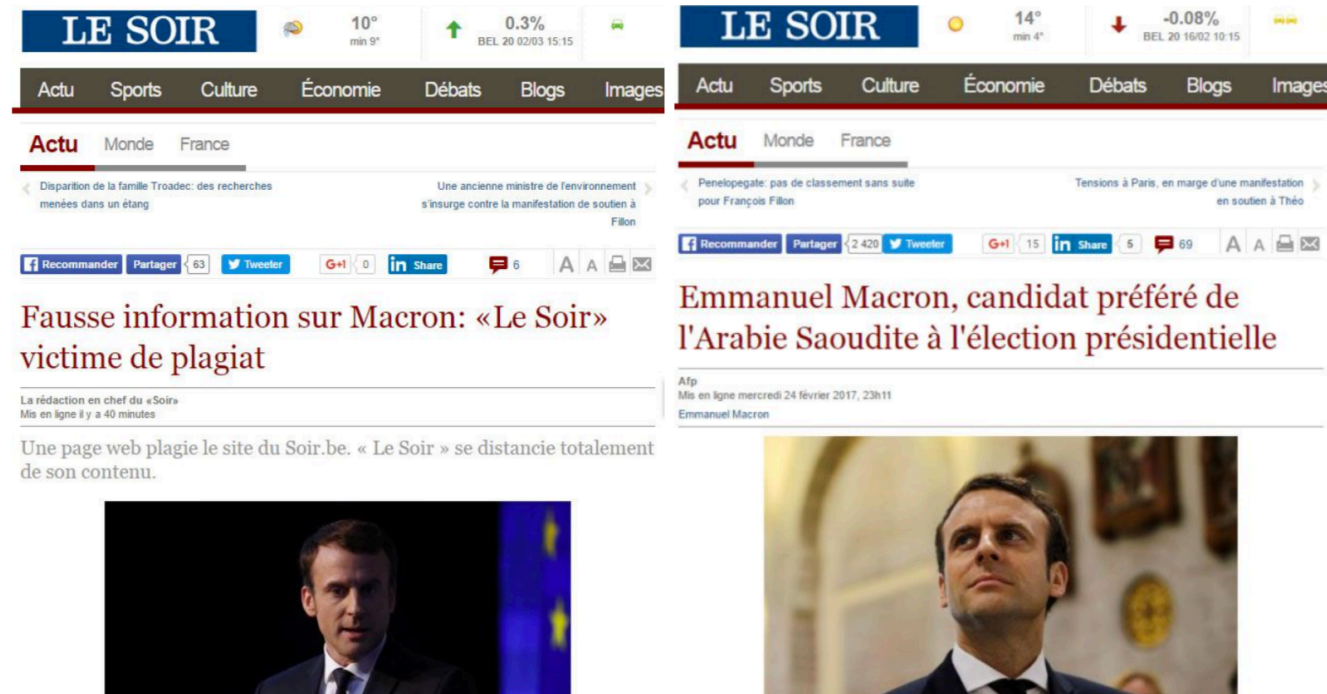 LE SOIR
10°
min 9°
0.3%
BEL 20 02/03 15:15
Actu Sports Culture Économie Débats Blogs Images
Actu Monde France
Disparition de la famille Troadec: des recherches
menées dans un étang
Une ancienne ministre de l'environnement
s'insurge contre la manifestation de soutien à
Fillon
Recommander Partager 63 Tweeter G+1 0 in Share 6 A A
Fausse information sur Macron: «Le Soir»
victime de plagiat
La rédaction en chef du «Soir»
Mis en ligne il y a 40 minutes
Une page web plagie le site du Soir.be. « Le Soir » se distancie totalement
de son contenu.
LE SOIR
14°
min 4°
-0.08%
BEL 20 16/02 10:15
Actu Sports Culture Économie Débats Blogs Images
Actu Monde France
Penelopegate: pas de classement sans suite
pour François Fillon
Tensions à Paris, en marge d'une manifestation
en soutien à Théo
Recommander Partager 2 420 Tweeter G+1 15 in Share 5 69 A A
Emmanuel Macron, candidat préféré de
l'Arabie Saoudite à l'élection présidentielle
Afp
Mis en ligne mercredi 24 février 2017, 23h11
Emmanuel Macron